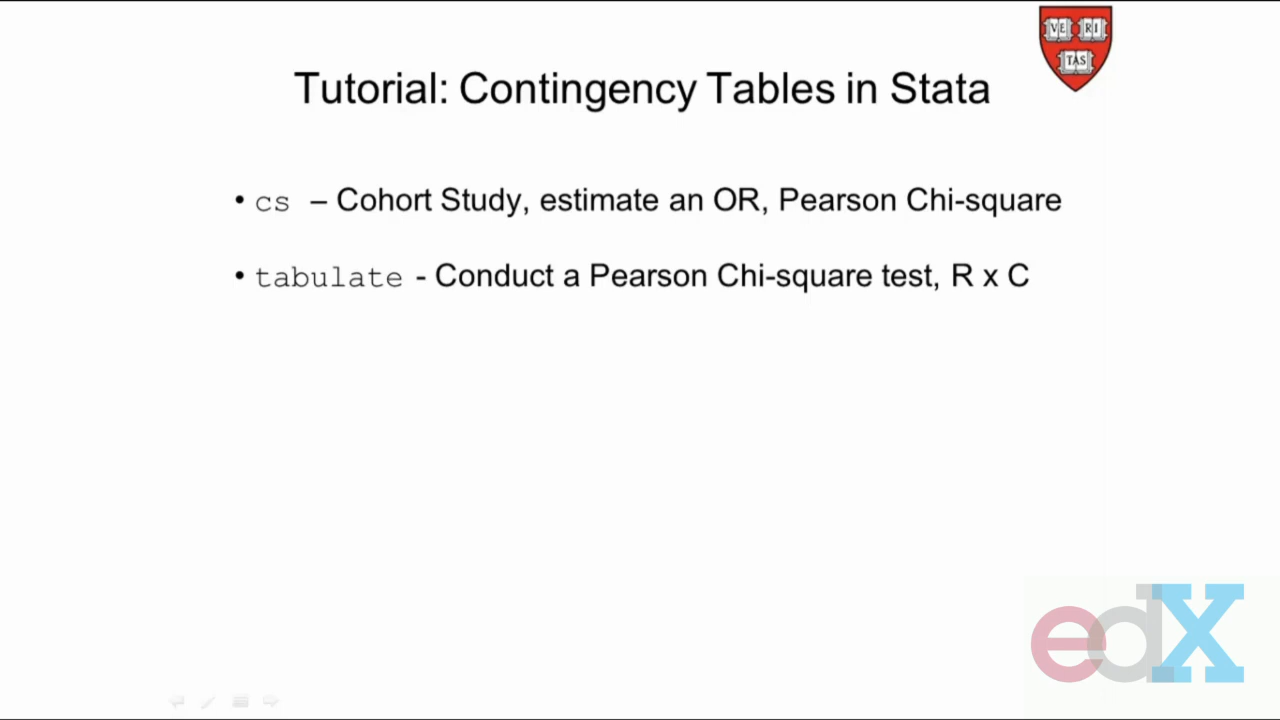 VE RI
TAS
Tutorial: Contingency Tables in Stata
• cs – Cohort Study, estimate an OR, Pearson Chi-square
• tabulate - Conduct a Pearson Chi-square test, R x C
edX